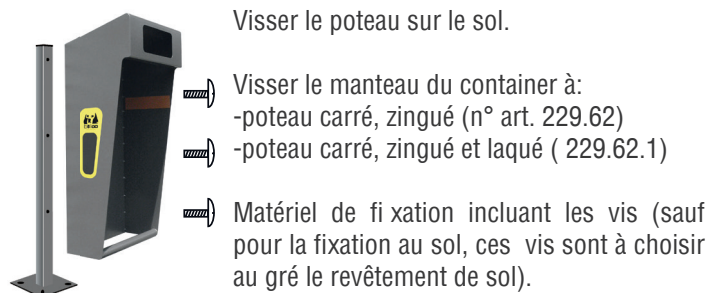 Visser le poteau sur le sol.
Visser le manteau du container à:
-poteau carré, zingué (n° art. 229.62)
-poteau carré, zingué et laqué ( 229.62.1)
Matériel de fi xation incluant les vis (sauf
pour la fixation au sol, ces  vis sont à choisir
au gré le revêtement de sol).